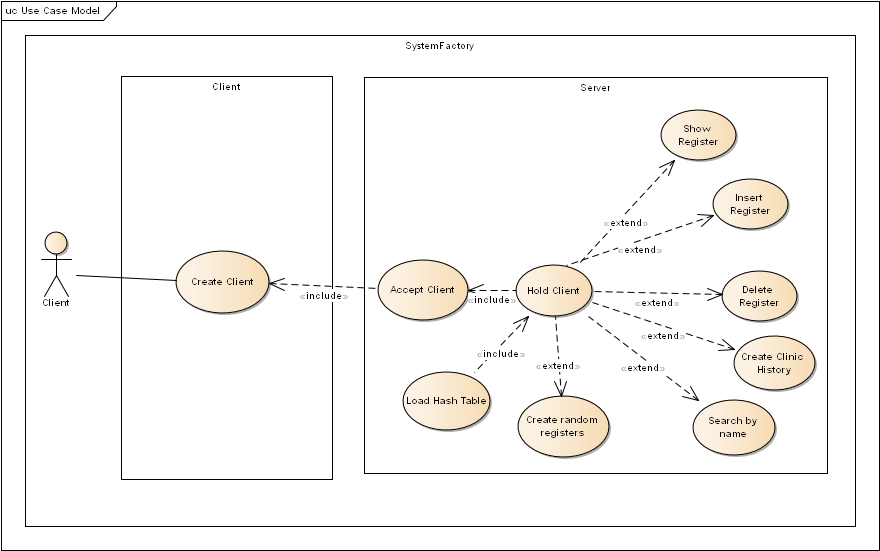 uc Use Case Model
SystemFactory
Client
Server
Show
Register
Insert
Register
«extend»
«extend»
Client
Create Client
«include»
Accept Client
«include»
Hold Client
«extend»
Delete
Register
«extend»
Create Clinic
History
«include»
«extend»
«extend»
Load Hash Table
Create random
registers
Search by
name